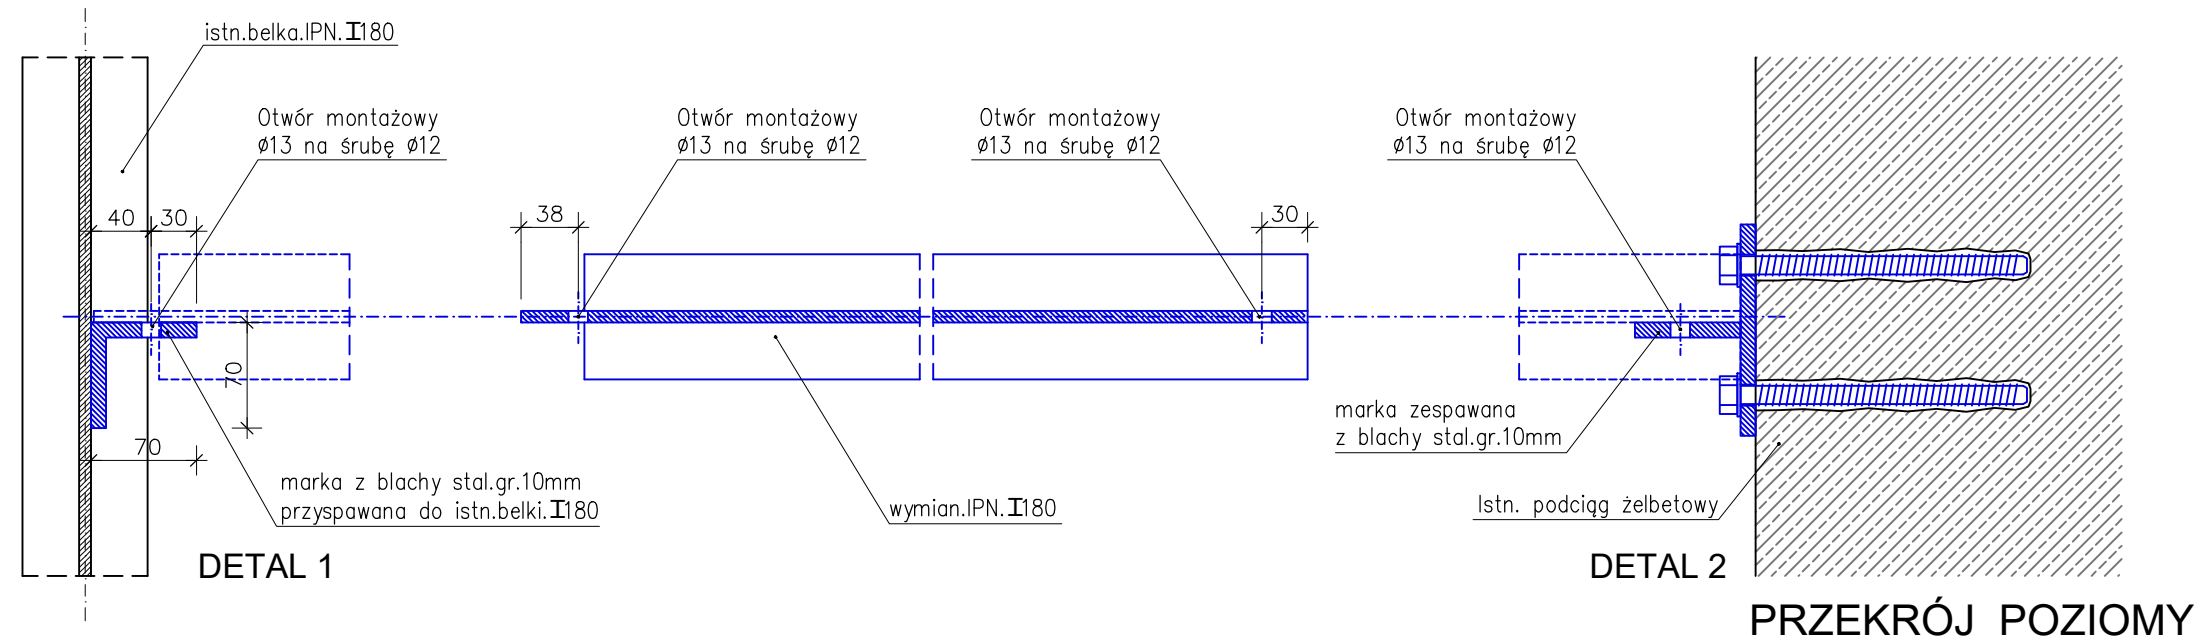 istn.belka.IPN.I180
Otwór montażowy
ø13 na śrubę ø12
Otwór montażowy
ø13 na śrubę ø12
Otwór montażowy
ø13 na śrubę ø12
Otwór montażowy
ø13 na śrubę ø12
40
30
38
30
70
70
marka z blachy stal.gr.10mm
przyspawana do istn.belki.I180
wymian.IPN.I180
marka zespawana
z blachy stal.gr.10mm
Istn. podciąg żelbetowy
DETAL 1
DETAL 2
PRZEKRÓJ POZIOMY